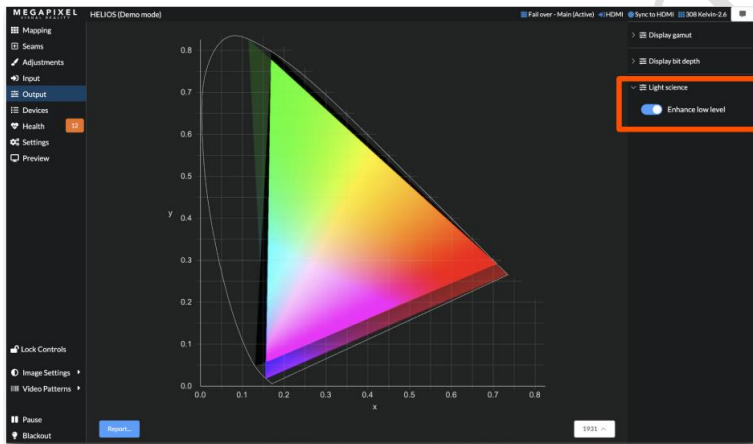 MEGAPIXEL
VISUAL REALITY
HELIOS (Demo mode)
Fail over - Main (Active)
HDMI
Sync to HDMI
308 Kelvin-2.6
Mapping
Seams
Adjustments
Input
Output
Devices
Health
12
Settings
Preview
Lock Controls
Image Settings
Video Patterns
Pause
Blackout
0.8
0.7
0.6
0.5
y
0.4
0.3
0.2
0.1
0.0
0.0 0.1 0.2 0.3 0.4 0.5 0.6 0.7 0.8
x
Report...
1931
Display gamut
Display bit depth
Light science
Enhance low level